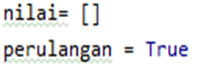 nilai= []
perulangan = True